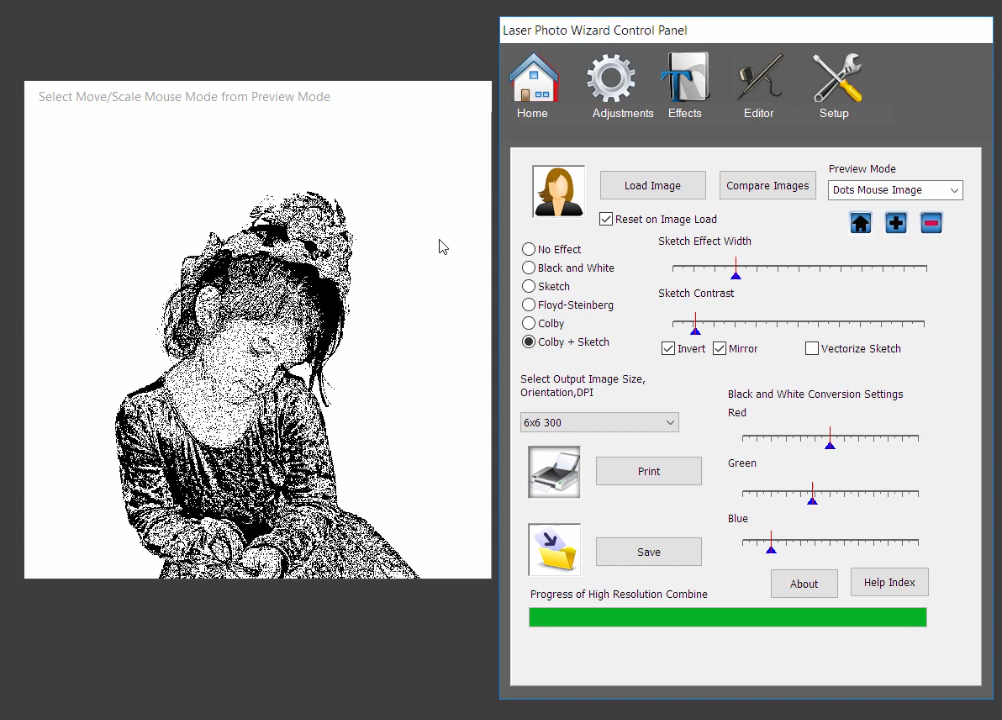 Laser Photo Wizard Control Panel
Home
Adjustments
Effects
Editor
Setup
Select Move/Scale Mouse Mode from Preview Mode
Load Image
Compare Images
Preview Mode
Dots Mouse Image
Reset on Image Load
No Effect
Black and White
Sketch
Floyd-Steinberg
Colby
Colby + Sketch
Sketch Effect Width
Sketch Contrast
Invert
Mirror
Vectorize Sketch
Select Output Image Size,
Orientation,DPI
6x6 300
Black and White Conversion Settings
Red
Green
Blue
Print
Save
About
Help Index
Progress of High Resolution Combine